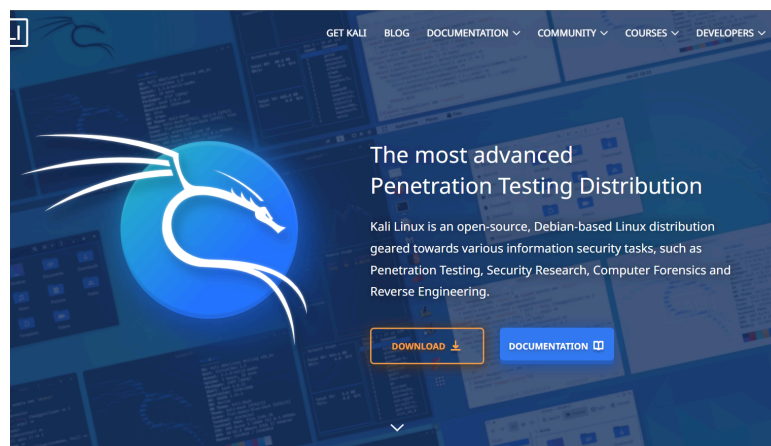 LI
GET KALI BLOG DOCUMENTATION COMMUNITY COURSES DEVELOPERS
The most advanced
Penetration Testing Distribution
Kali Linux is an open-source, Debian-based Linux distribution
geared towards various information security tasks, such as
Penetration Testing, Security Research, Computer Forensics and
Reverse Engineering.
DOWNLOAD DOCUMENTATION